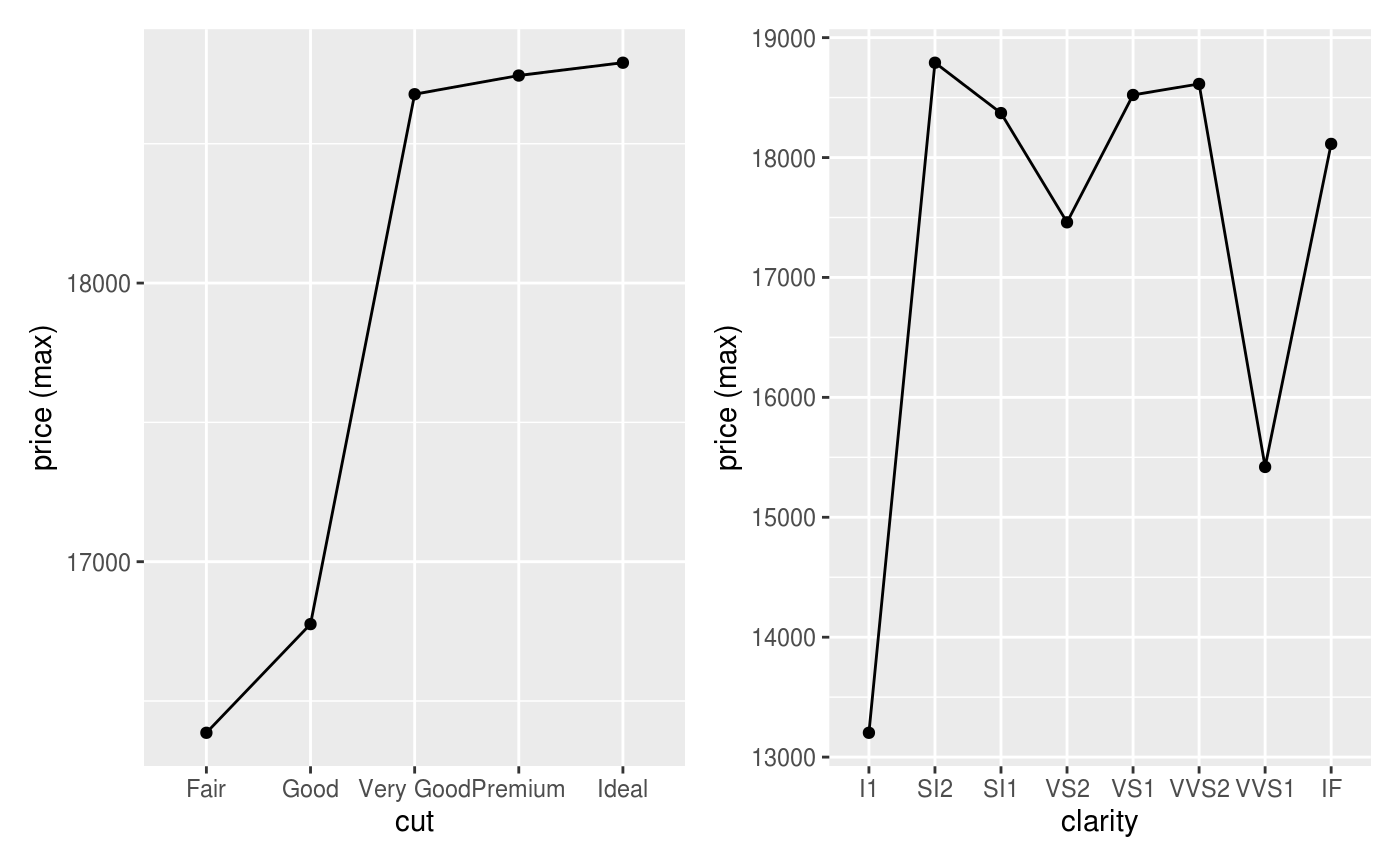 price (max)
18000
17000
Fair Good Very Good Premium Ideal
cut
price (max)
19000
18000
17000
16000
15000
14000
13000
I1 SI2 SI1 VS2 VS1 VVS2 VVS1 IF
clarity